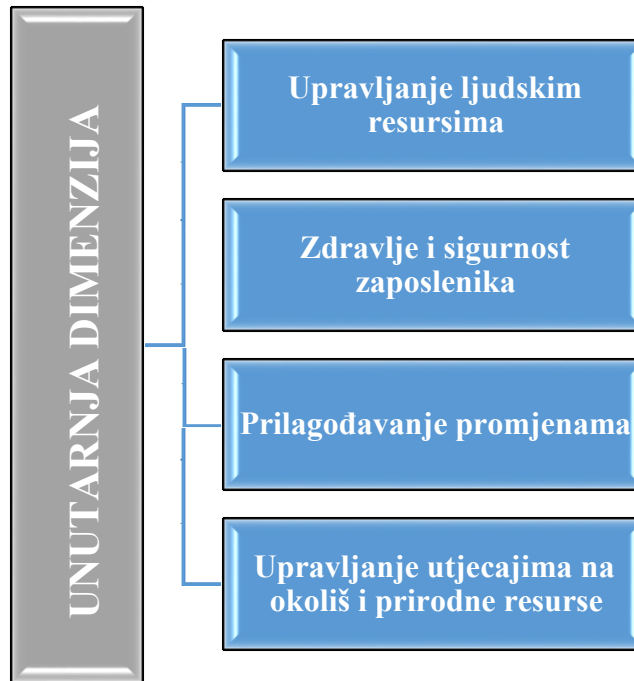 UNUTARNJA DIMENZIJA
Upravljanje ljudskim
resursima
Zdravlje i sigurnost
zaposlenika
Prilagođavanje promjenama
Upravljanje utjecajima na
okoliš i prirodne resurse